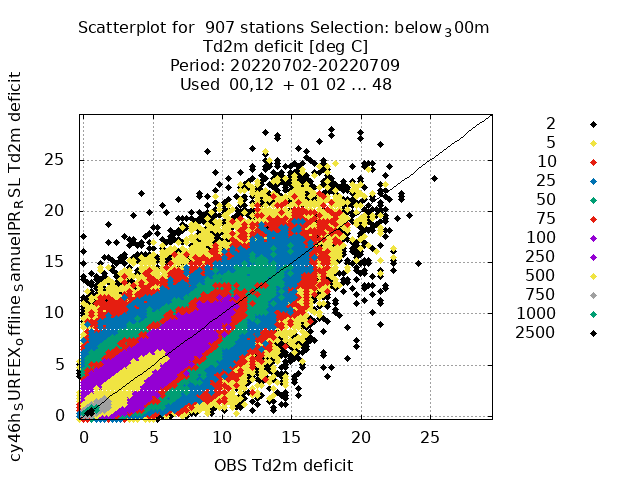 Scatterplot for 907 stations Selection: below300m
Td2m deficit [deg C]
Period: 20220702-20220709
Used 00,12 + 01 02 ... 48
cy46hSURFEXofflinesamuelPRRSL Td2m deficit
25
20
15
10
5
0
0 5 10 15 20 25
OBS Td2m deficit
2
5
10
25
50
75
100
250
500
750
1000
2500